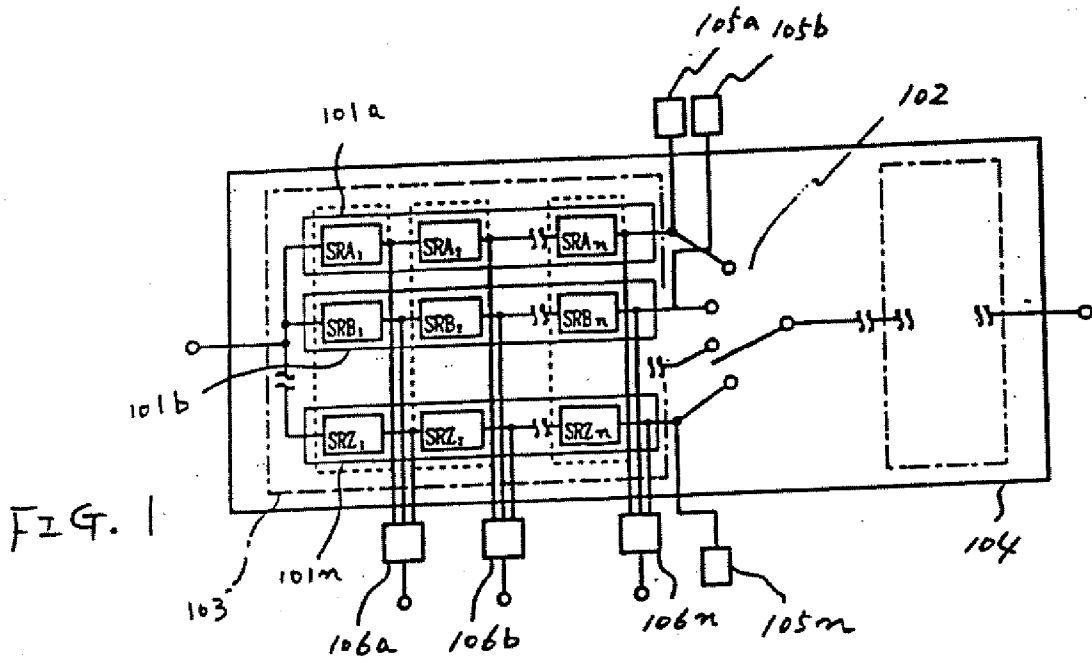 105a 105b
102
101a
SRA₁ SRA₂ SRAn
SRB₁ SRB₂ SRBn
101b
SRZ₁ SRZ₂ SRZn
FIG. 1
103
101n
106a
106b
106n
105n
104